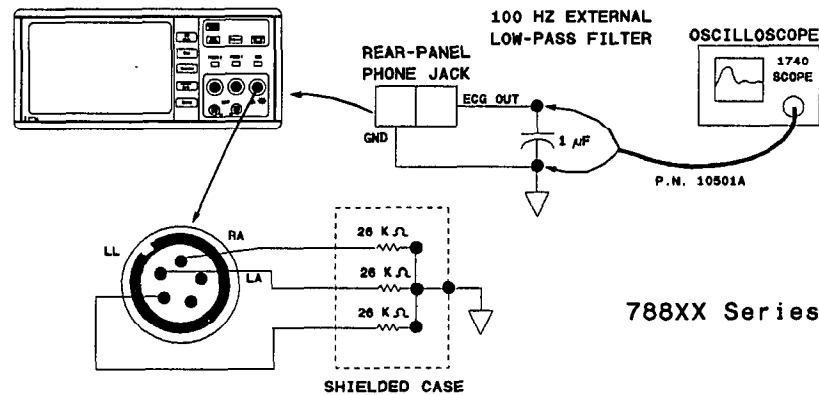 100 HZ EXTERNAL
LOW-PASS FILTER
OSCILLOSCOPE
1740
SCOPE
REAR-PANEL
PHONE JACK
ECG OUT
GND
1 µF
P.N. 10501A
LL
RA
LA
26 KΩ
26 KΩ
26 KΩ
788XX Series
SHIELDED CASE